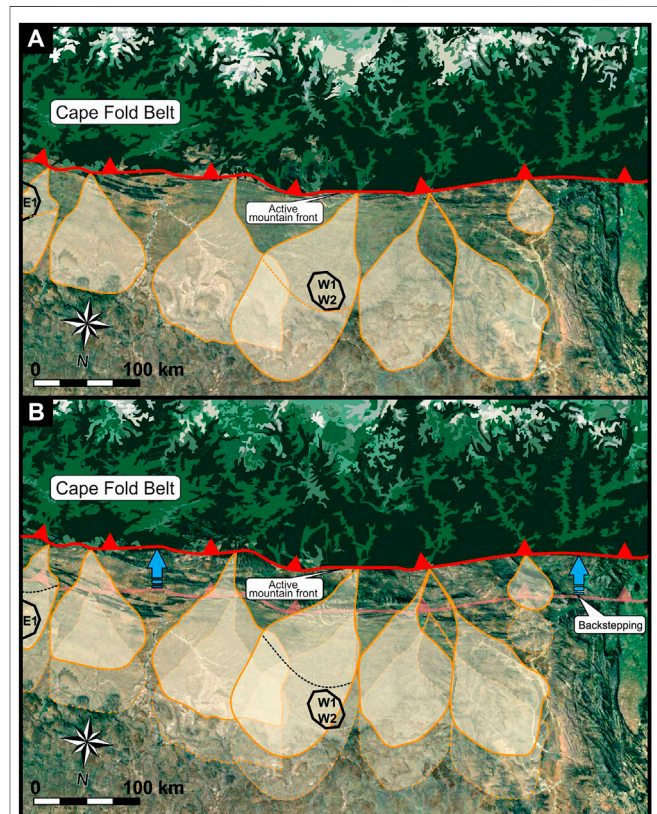 A
Cape Fold Belt
E1
Active
mountain front
W1
W2
N
0 100 km
B
Cape Fold Belt
Active
mountain front
Backstepping
E1
W1
W2
N
0 100 km